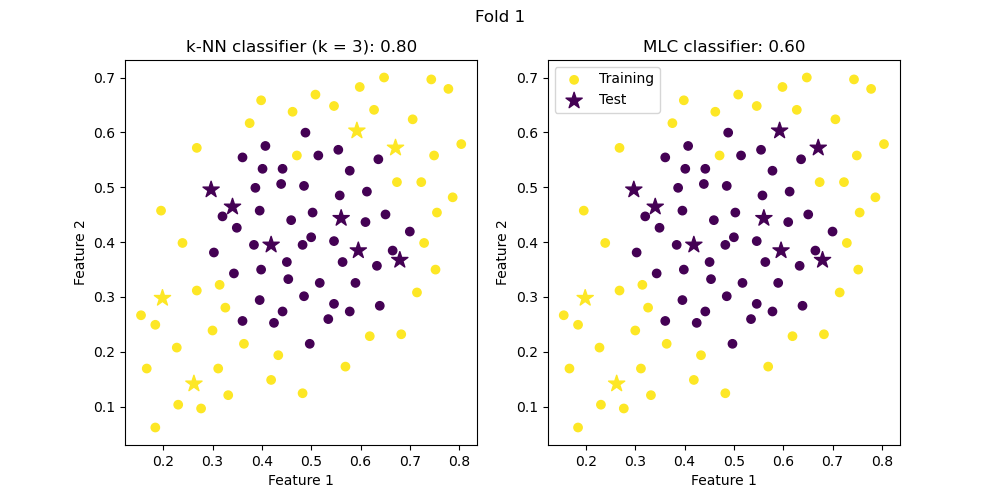 Fold 1
k-NN classifier (k = 3): 0.80
0.7
0.6
0.5
0.4
0.3
0.2
0.1
Feature 2
0.2 0.3 0.4 0.5 0.6 0.7 0.8
Feature 1
MLC classifier: 0.60
Training
Test
0.7
0.6
0.5
0.4
0.3
0.2
0.1
Feature 2
0.2 0.3 0.4 0.5 0.6 0.7 0.8
Feature 1